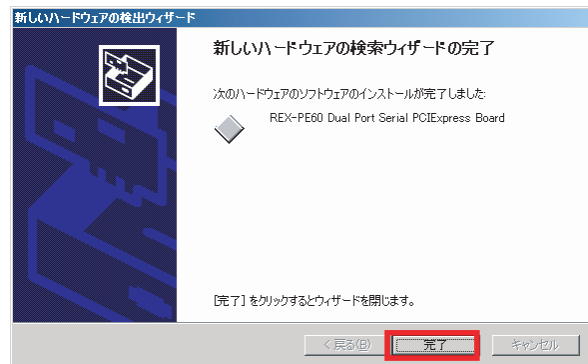 新しいハードウェアの検出ウィザード
新しいハードウェアの検索ウィザードの完了
次のハードウェアのソフトウェアのインストールが完了しました:
REX-PE60 Dual Port Serial PCIExpress Board
[完了] をクリックするとウィザードを閉じます。
< 戻る(B)
完了
キャンセル